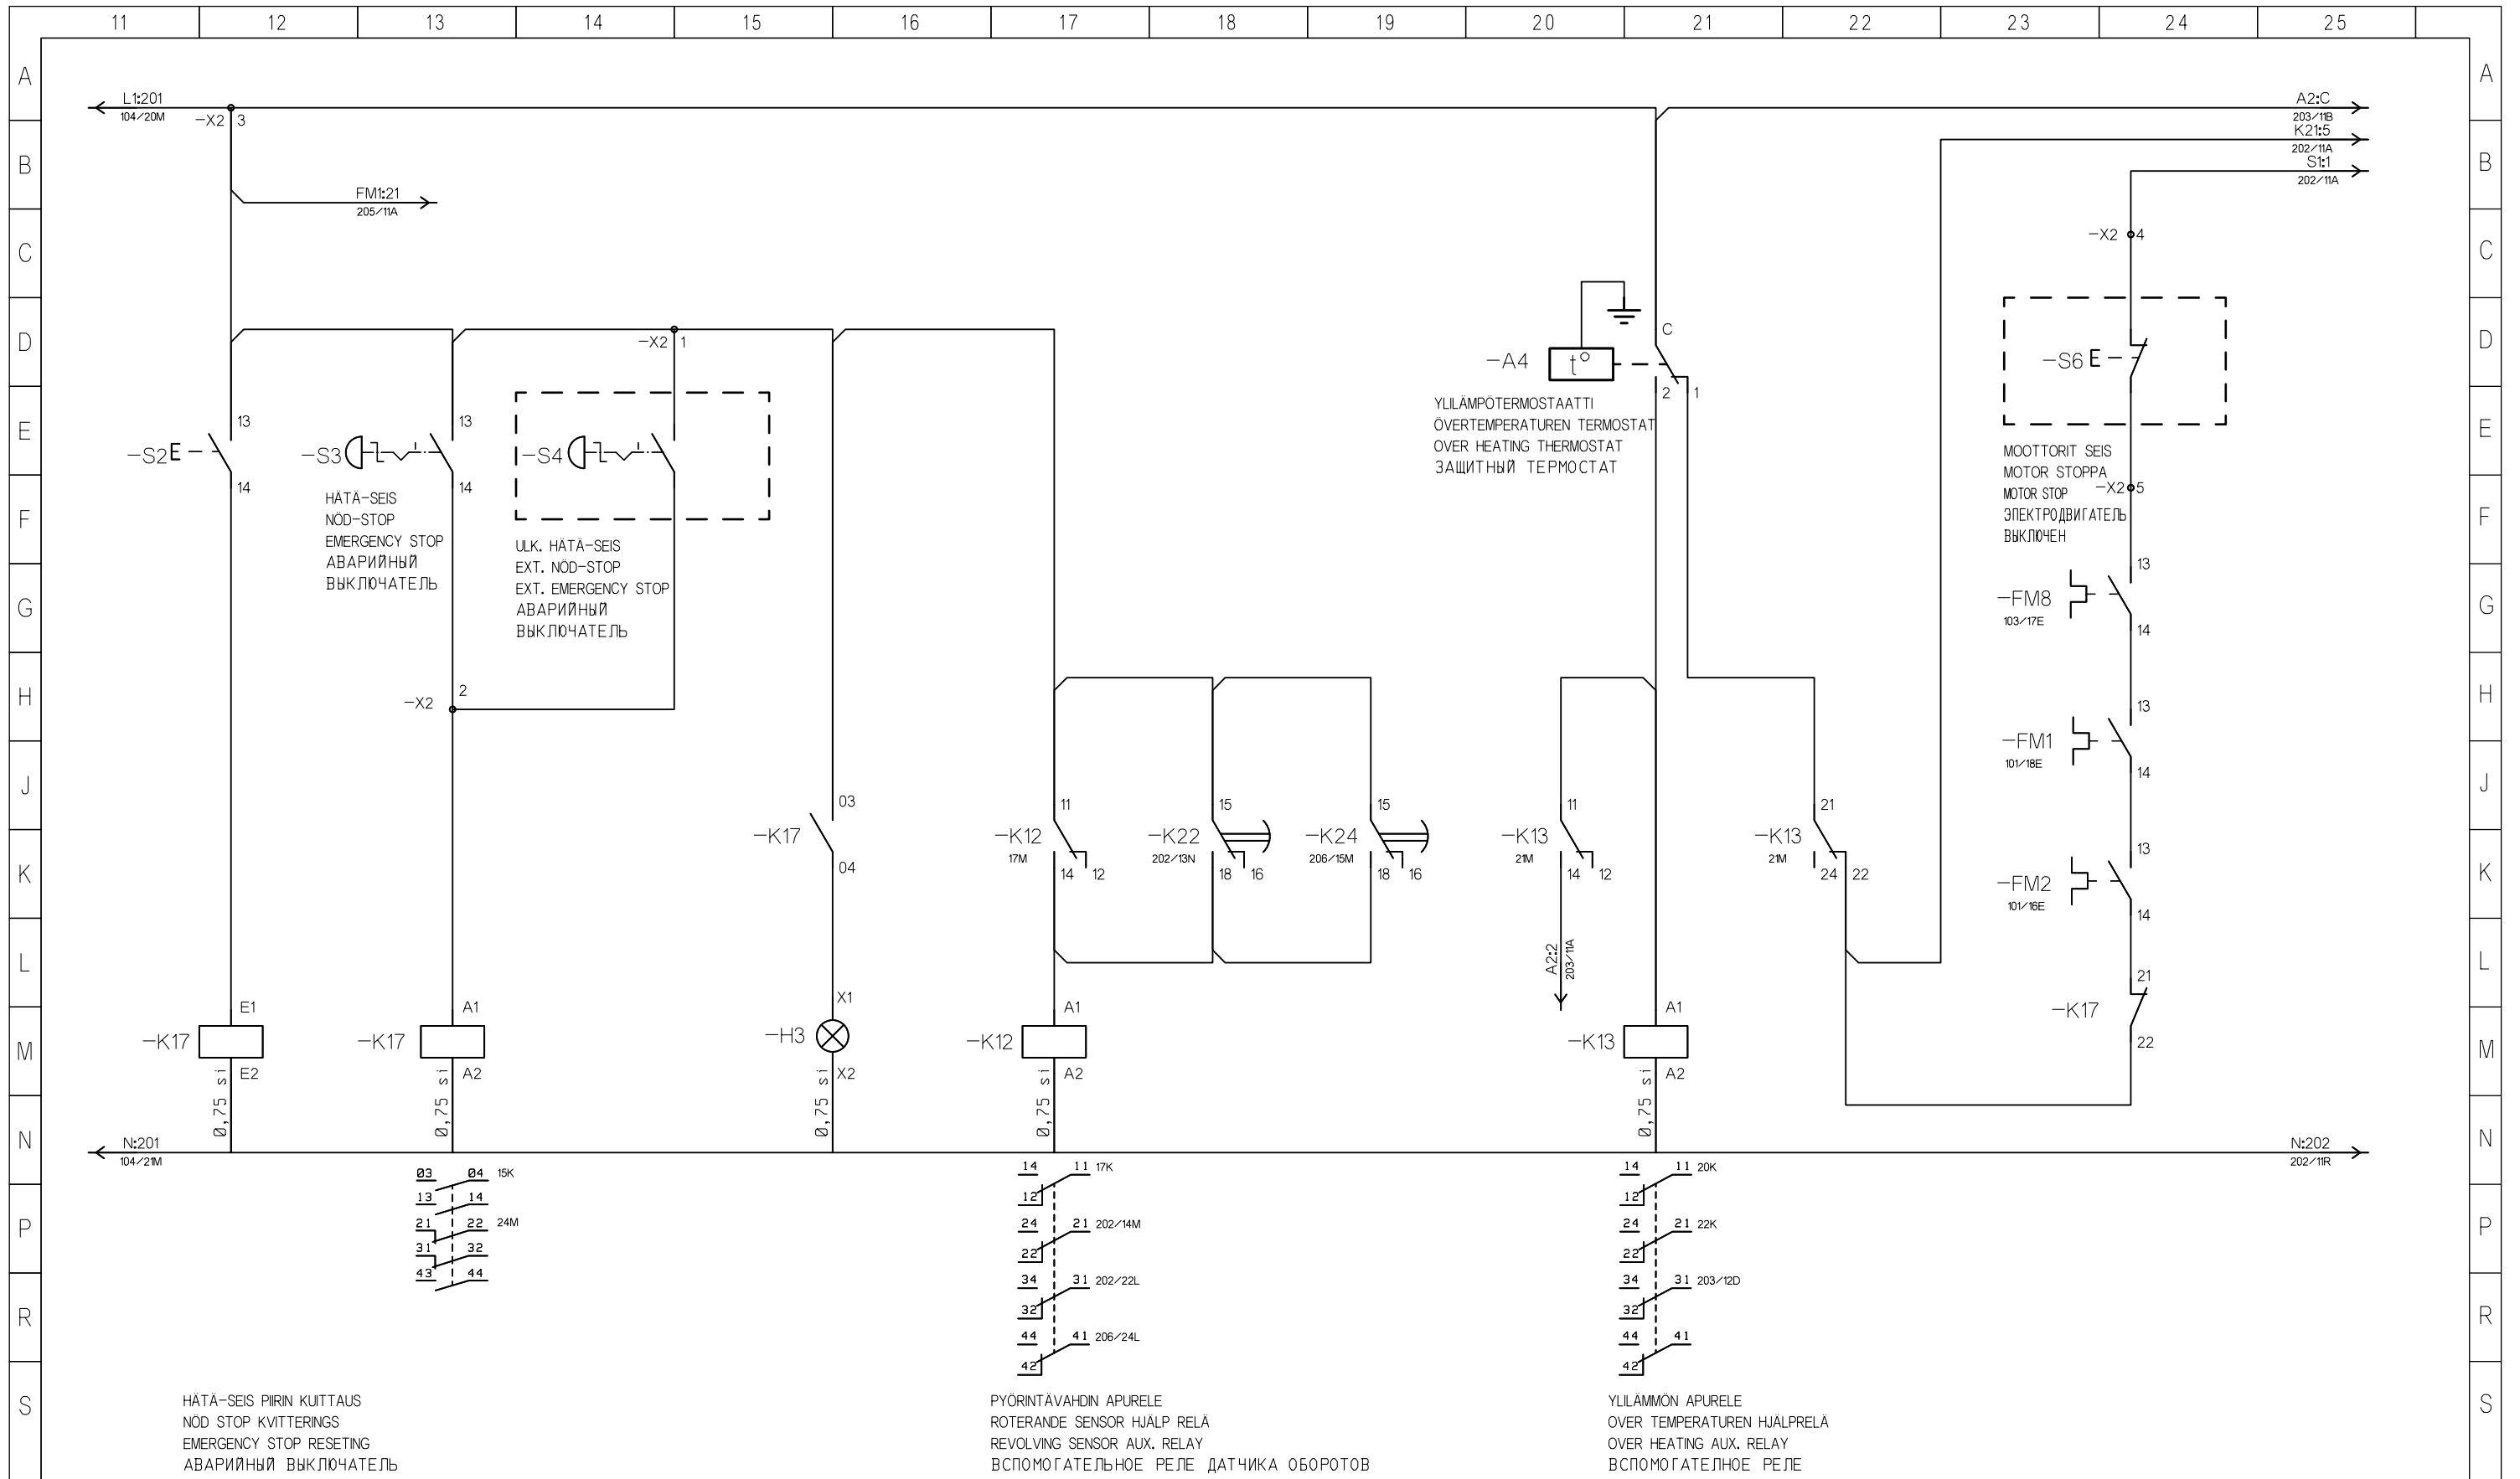 11 12 13 14 15 16 17 18 19 20 21 22 23 24 25
A A
L1:201
104/20M
-X2 3
A2:C
203/11B
K21:5
202/11A
S1:1
202/11A
B B
FM1:21
205/11A
C C
-X2 4
D D
-X2 1
C
-A4 t°
2 1
-S6
YLILÄMPÖTERMOSTAATTI
ÖVERTEMPERATUREN TERMOSTAT
OVER HEATING THERMOSTAT
ЗАЩИТНЫЙ ТЕРМОСТАТ
E E
13 13
-S2 -S3 -S4
14 14
HÄTÄ-SEIS
NÖD-STOP
EMERGENCY STOP
АВАРИЙНЫЙ
ВЫКЛЮЧАТЕЛЬ
ULK. HÄTÄ-SEIS
EXT. NÖD-STOP
EXT. EMERGENCY STOP
АВАРИЙНЫЙ
ВЫКЛЮЧАТЕЛЬ
MOOTTORIT SEIS
MOTOR STOPPA
MOTOR STOP
ЭПЕКТРОДВИГАТЕЛЬ
ВЫКЛЮЧЕН
-X2 5
F F
13
-FM8
103/17E
14
G G
H H
-X2 2
13
-FM1
101/18E
14
J J
03
-K17
04
11
-K12
17M
14 12
15
-K22
202/13N
18 16
15
-K24
206/15M
18 16
11
-K13
21M
14 12
21
-K13
21M
24 22
13
-FM2
101/16E
14
K K
L L
A2:2
203/11A
21
-K17
22
E1
-K17
E2
0,75 si
A1
-K17
A2
0,75 si
X1
-H3
X2
0,75 si
A1
-K12
A2
0,75 si
A1
-K13
A2
0,75 si
M M
N N
N:201
104/21M
N:202
202/11R
03 04 15K
13 14
21 22 24M
31 32
43 44
14 11 17K
12
24 21 202/14M
22
34 31 202/22L
32
44 41 206/24L
42
14 11 20K
12
24 21 22K
22
34 31 203/12D
32
44 41
42
P P
R R
S S
HÄTÄ-SEIS PIIRIN KUITTAUS
NÖD STOP KVITTERINGS
EMERGENCY STOP RESETING
АВАРИЙНЫЙ ВЫКЛЮЧАТЕЛЬ
PYÖRINTÄVAHDIN APURELE
ROTERANDE SENSOR HJÄLP RELÄ
REVOLVING SENSOR AUX. RELAY
ВСПОМОГАТЕЛЬНОЕ РЕЛЕ ДАТЧИКА ОБОРОТОВ
YLILÄMMÖN APURELE
OVER TEMPERATUREN HJÄLPRELÄ
OVER HEATING AUX. RELAY
ВСПОМОГАТЕЛНОЕ РЕЛЕ